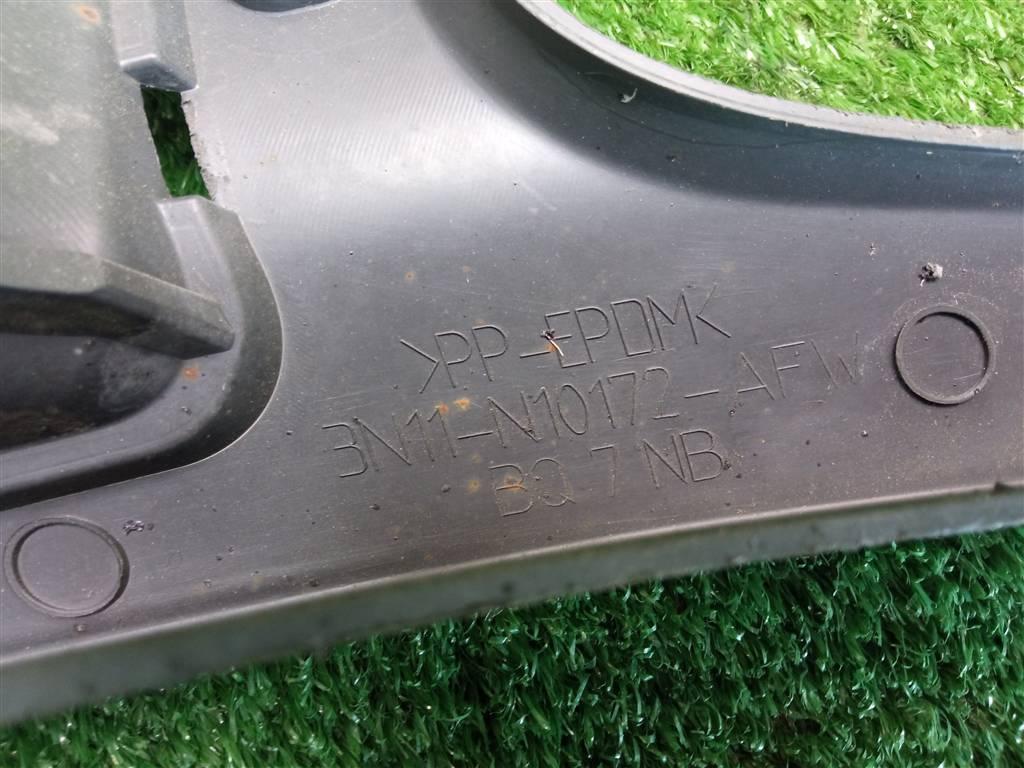 >PP-EPDM<
3N11-N10172-AFW
BQ 7 NB